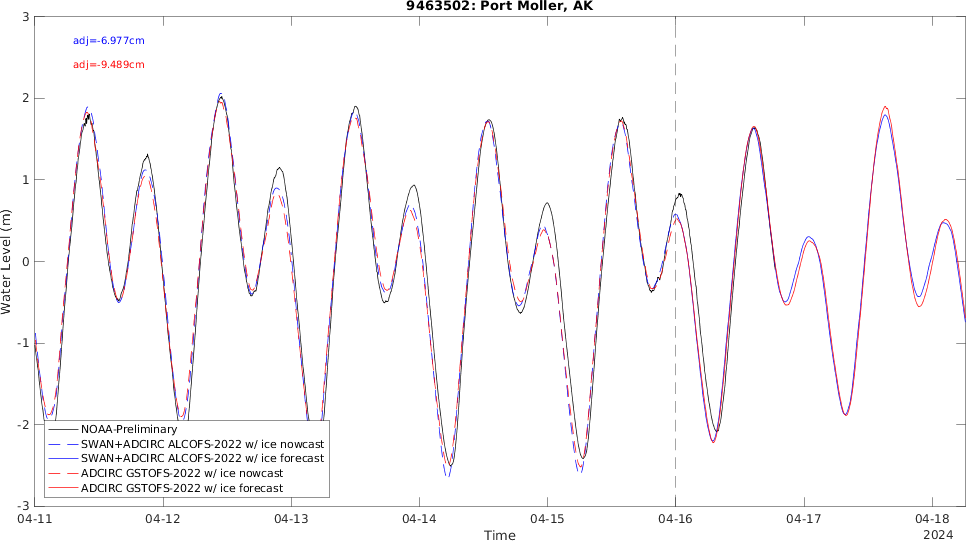 9463502: Port Moller, AK
3
adj=-6.977cm
adj=-9.489cm
2
1
0
-1
-2
-3
Water Level (m)
NOAA-Preliminary
SWAN+ADCIRC ALCOFS-2022 w/ ice nowcast
SWAN+ADCIRC ALCOFS-2022 w/ ice forecast
ADCIRC GSTOFS-2022 w/ ice nowcast
ADCIRC GSTOFS-2022 w/ ice forecast
04-11 04-12 04-13 04-14 04-15 04-16 04-17 04-18
Time
2024